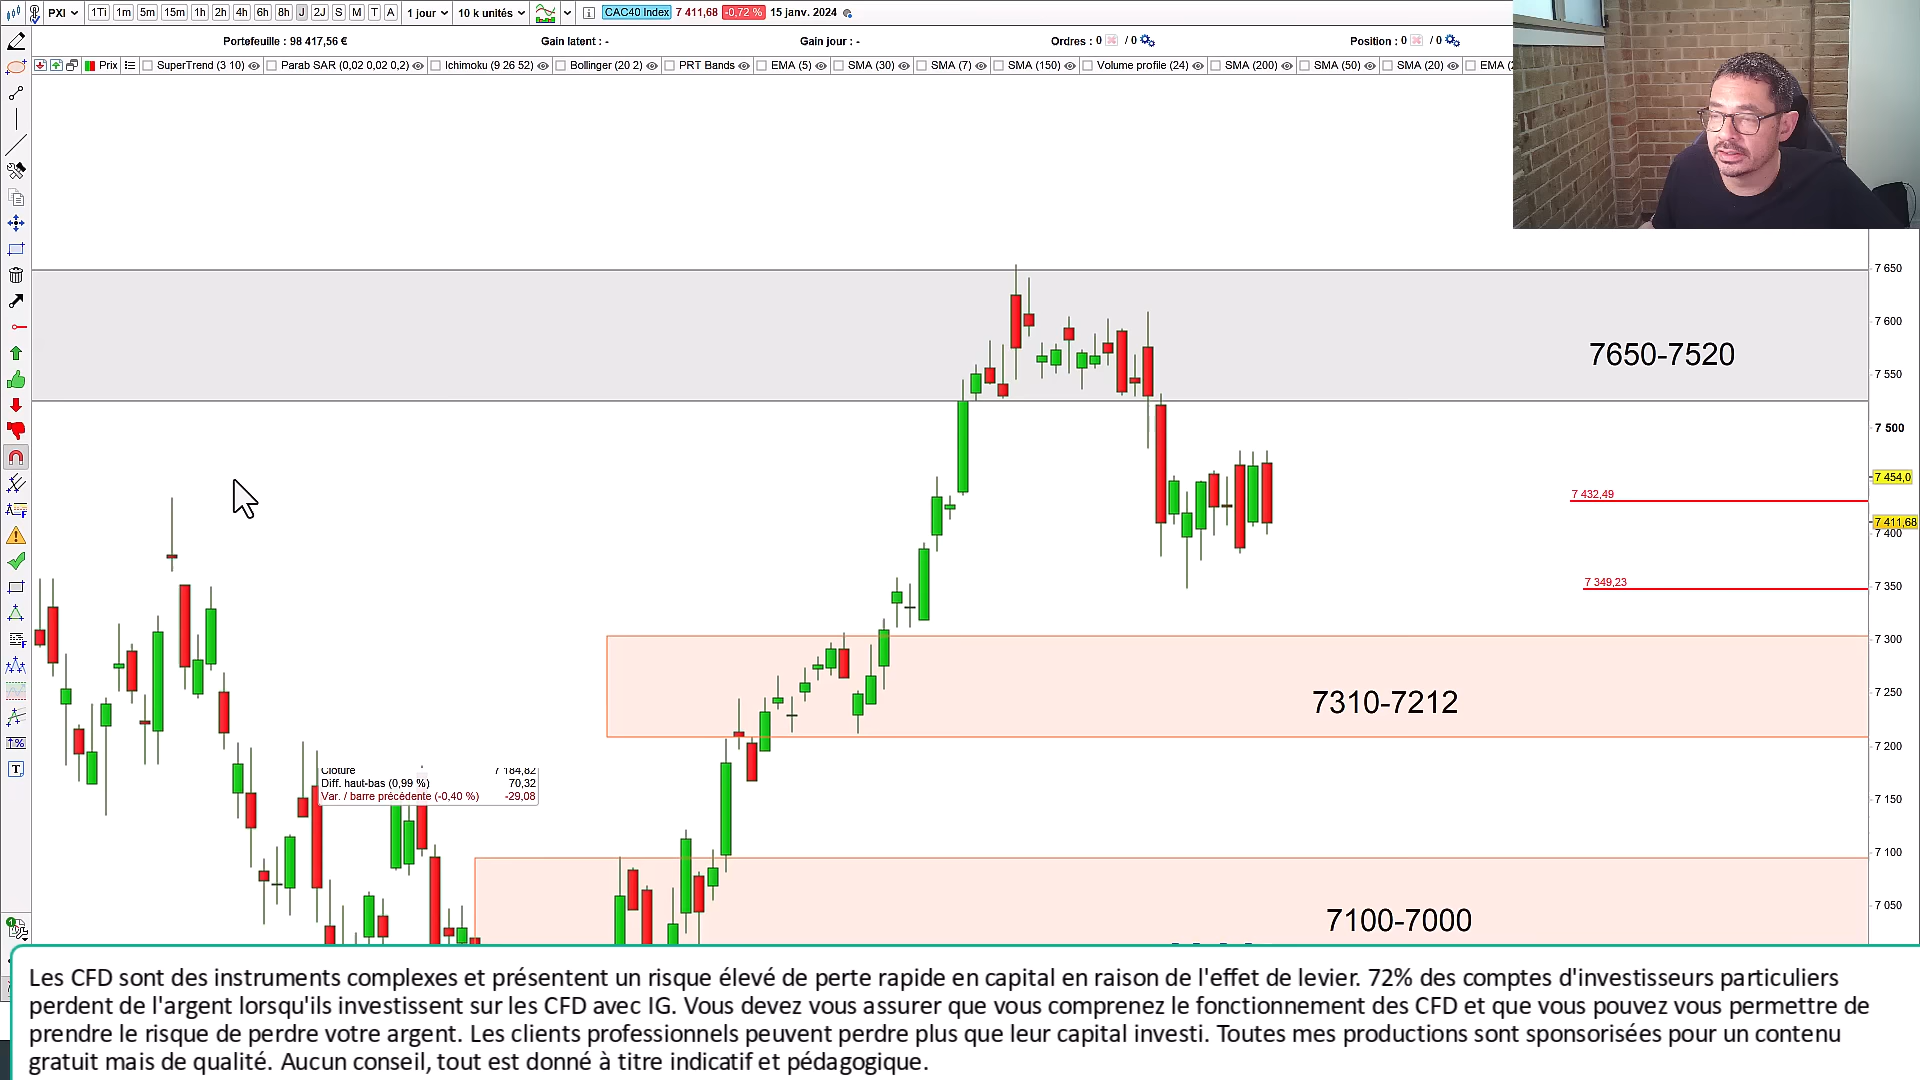 PXI 1Ti 1m 5m 15m 1h 2h 4h 6h 8h J 2J S M T A 1 jour 10 k unités CAC40 Index 7 411,68 -0,72 % 15 janv. 2024
Portefeuille : 98 417,56 € Gain latent : - Gain jour : - Ordres : 0 / 0 Position : 0 / 0
Prix SuperTrend (3 10) Parab SAR (0,02 0,02 0,2) Ichimoku (9 26 52) Bollinger (20 2) PRT Bands EMA (5) SMA (30) SMA (7) SMA (150) Volume profile (24) SMA (200) SMA (50) SMA (20) EMA (2
7 650
7 600
7650-7520
7 550
7 500
7 454,0
7 432,49
7 411,68
7 400
7 349,23
7 350
7 300
7 250
7310-7212
7 200
Clôture 7 184,82
Diff. haut-bas (0,99 %) 70,32
Var. / barre précédente (-0,40 %) -29,08
7 150
7 100
7 050
7100-7000
Les CFD sont des instruments complexes et présentent un risque élevé de perte rapide en capital en raison de l'effet de levier. 72% des comptes d'investisseurs particuliers
perdent de l'argent lorsqu'ils investissent sur les CFD avec IG. Vous devez vous assurer que vous comprenez le fonctionnement des CFD et que vous pouvez vous permettre de
prendre le risque de perdre votre argent. Les clients professionnels peuvent perdre plus que leur capital investi. Toutes mes productions sont sponsorisées pour un contenu
gratuit mais de qualité. Aucun conseil, tout est donné à titre indicatif et pédagogique.